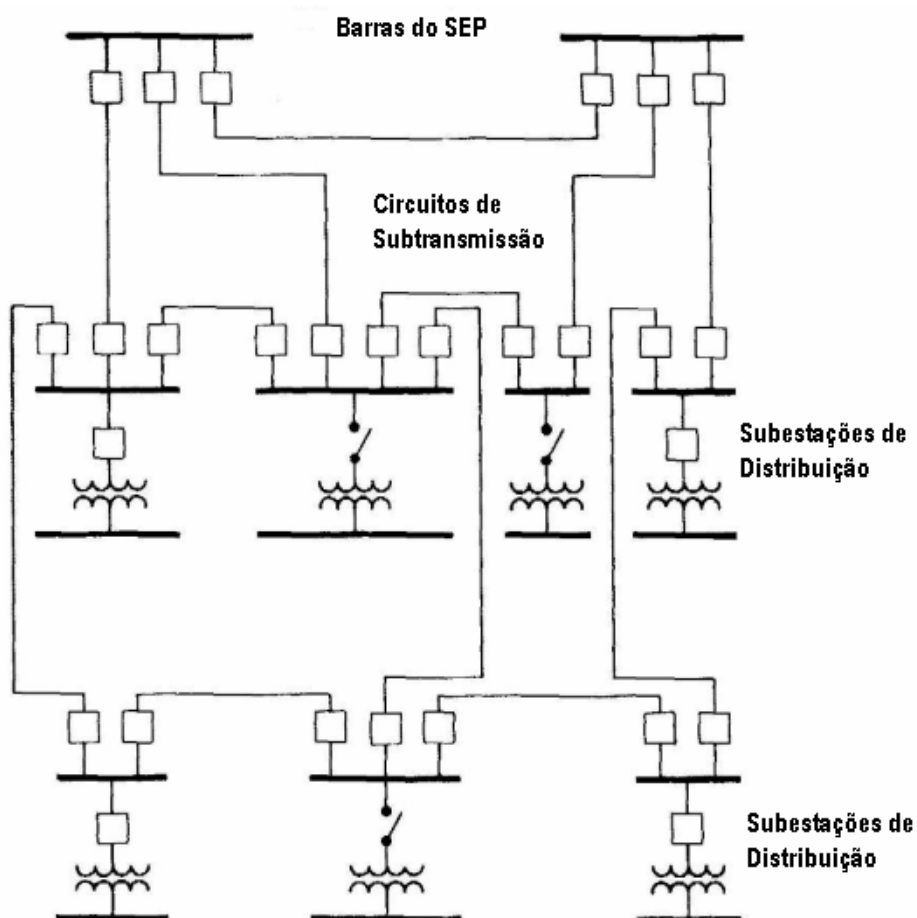 Barras do SEP
Circuitos de
Subtransmissão
Subestações de
Distribuição
Subestações de
Distribuição